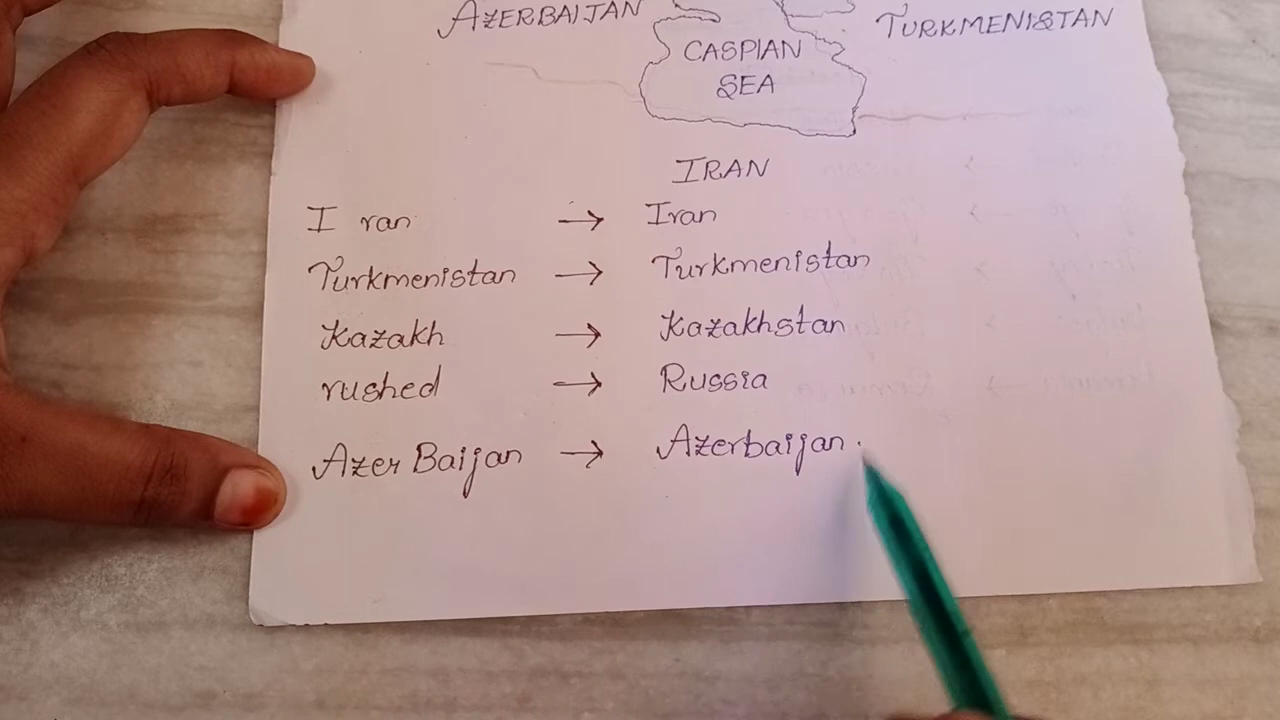 AZERBAIJAN
TURKMENISTAN
CASPIAN
SEA
IRAN
I ran → Iran
Turkmenistan → Turkmenistan
Kazakh → Kazakhstan
rushed → Russia
Azer Baijan → Azerbaijan.